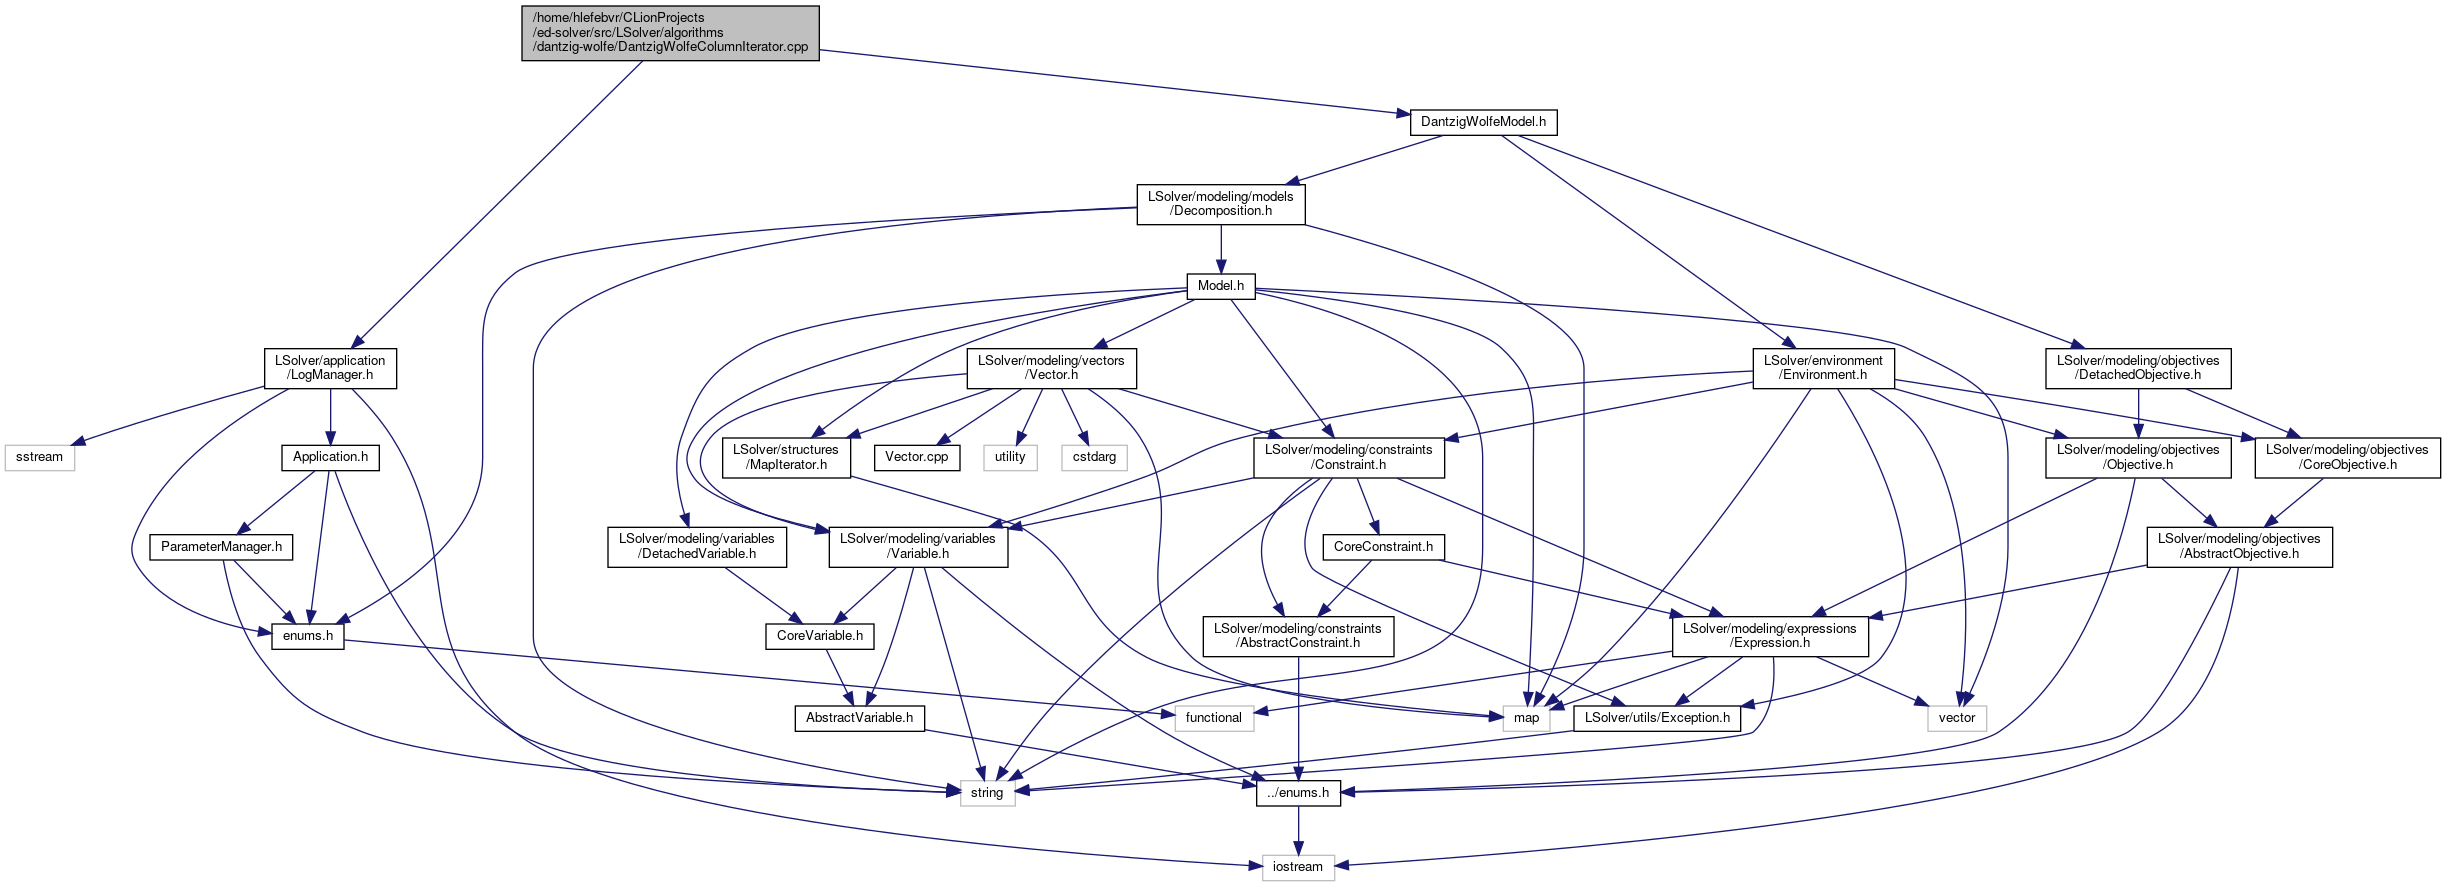 /home/hlefebvr/CLionProjects
/ed-solver/src/LSolver/algorithms
/dantzig-wolfe/DantzigWolfeColumnIterator.cpp
DantzigWolfeModel.h
LSolver/modeling/models
/Decomposition.h
Model.h
LSolver/application
/LogManager.h
LSolver/modeling/vectors
/Vector.h
LSolver/environment
/Environment.h
LSolver/modeling/objectives
/DetachedObjective.h
sstream
Application.h
LSolver/structures
/MapIterator.h
Vector.cpp
utility
cstdarg
LSolver/modeling/constraints
/Constraint.h
LSolver/modeling/objectives
/Objective.h
LSolver/modeling/objectives
/CoreObjective.h
ParameterManager.h
LSolver/modeling/variables
/DetachedVariable.h
LSolver/modeling/variables
/Variable.h
CoreConstraint.h
LSolver/modeling/objectives
/AbstractObjective.h
enums.h
CoreVariable.h
LSolver/modeling/constraints
/AbstractConstraint.h
LSolver/modeling/expressions
/Expression.h
AbstractVariable.h
functional
map
LSolver/utils/Exception.h
vector
string
../enums.h
iostream